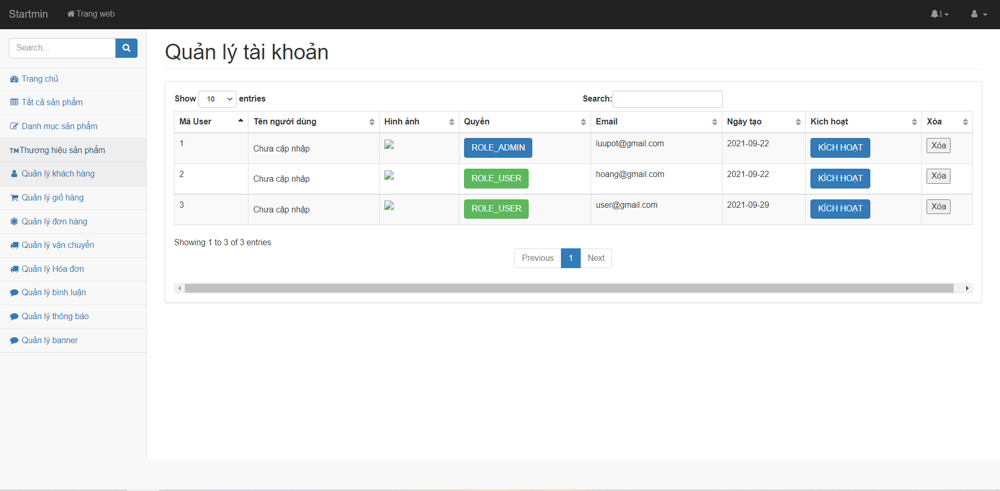 Startmin
Trang web
1
Search...
Trang chủ
Tất cả sản phẩm
Danh mục sản phẩm
TMThương hiệu sản phẩm
Quản lý khách hàng
Quản lý giỏ hàng
Quản lý đơn hàng
Quản lý vận chuyển
Quản lý Hóa đơn
Quản lý bình luận
Quản lý thông báo
Quản lý banner
Quản lý tài khoản
Show 10 entries
Search:
Mã User Tên người dùng Hình ảnh Quyền Email Ngày tạo Kích hoạt Xóa
1 Chưa cập nhập ROLE_ADMIN luupot@gmail.com 2021-09-22 KÍCH HOẠT Xóa
2 Chưa cập nhập ROLE_USER hoang@gmail.com 2021-09-22 KÍCH HOẠT Xóa
3 Chưa cập nhập ROLE_USER user@gmail.com 2021-09-29 KÍCH HOẠT Xóa
Showing 1 to 3 of 3 entries
Previous 1 Next